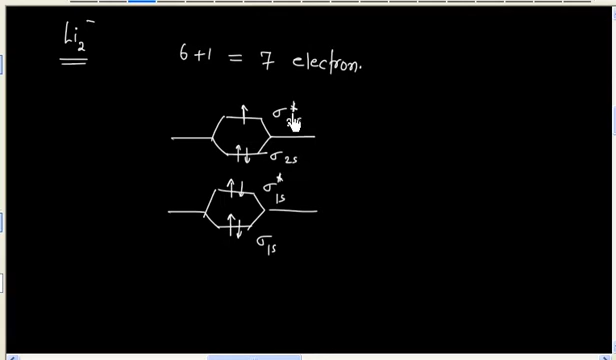 Li₂⁻
6+1 = 7 electron.
σ*
σ2s
σ*1s
σ1s